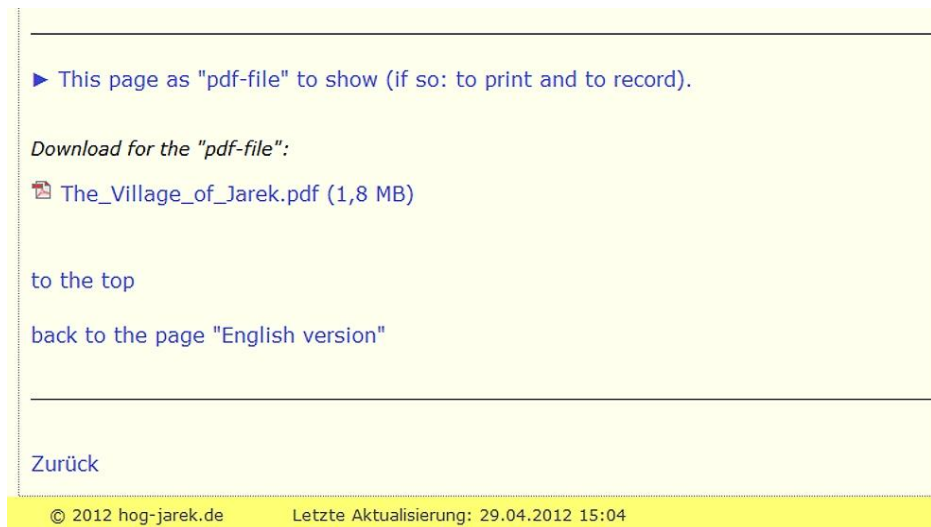 ► This page as "pdf-file" to show (if so: to print and to record).
Download for the "pdf-file":
The_Village_of_Jarek.pdf (1,8 MB)
to the top
back to the page "English version"
Zurück
© 2012 hog-jarek.de Letzte Aktualisierung: 29.04.2012 15:04